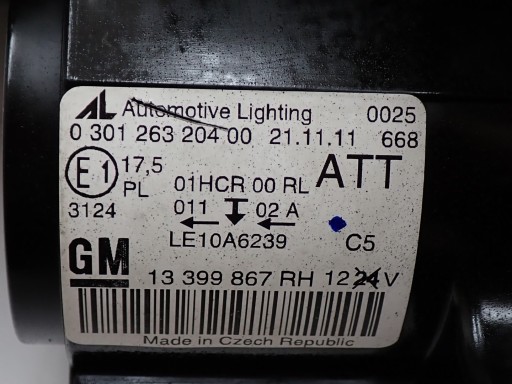 AL Automotive Lighting 0025
0 301 263 204 00 21.11.11 668
E1 17,5 PL 01HCR 00 RL ATT
3124 011 02 A
LE10A6239 C5
GM 13 399 867 RH 12 24 V
Made in Czech Republic